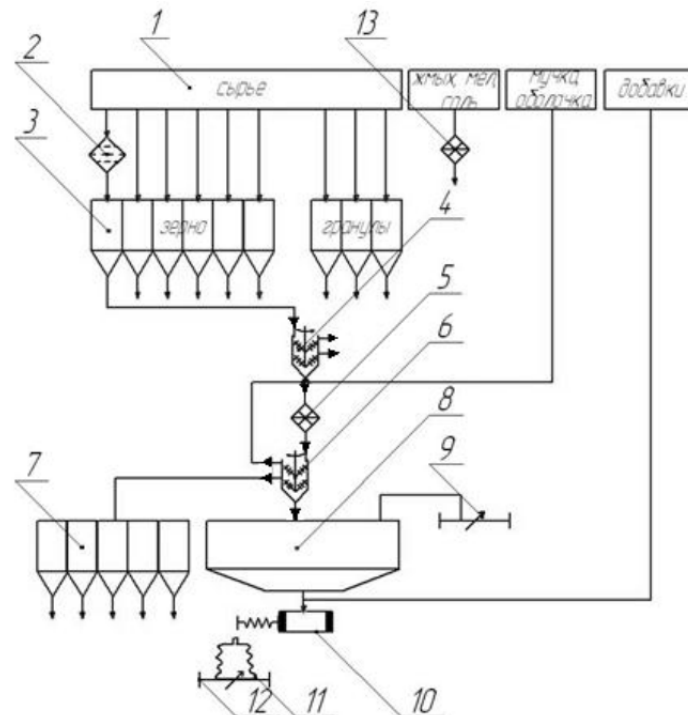 1
13
2
сырье
жмых, мел,
соль
мучка,
оболочка
добавки
3
зерно
гранулы
4
5
6
8
9
7
12
11
10